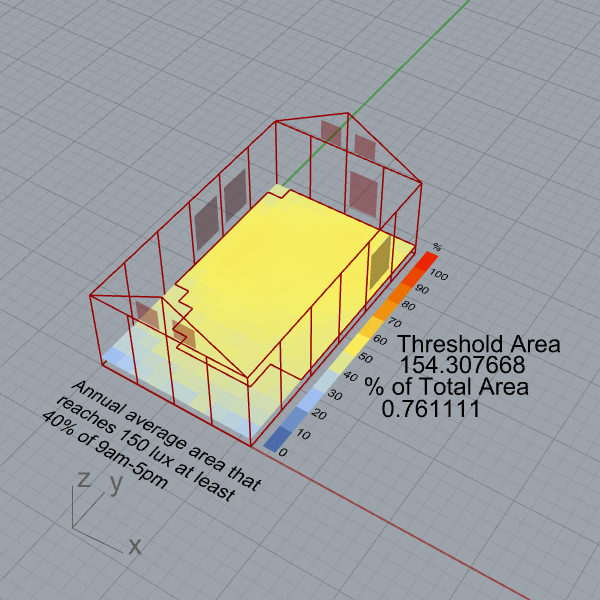 %
100
90
80
70
60
50
40
30
20
10
0
Threshold Area
154.307668
% of Total Area
0.761111
Annual average area that
reaches 150 lux at least
40% of 9am-5pm
z
y
x